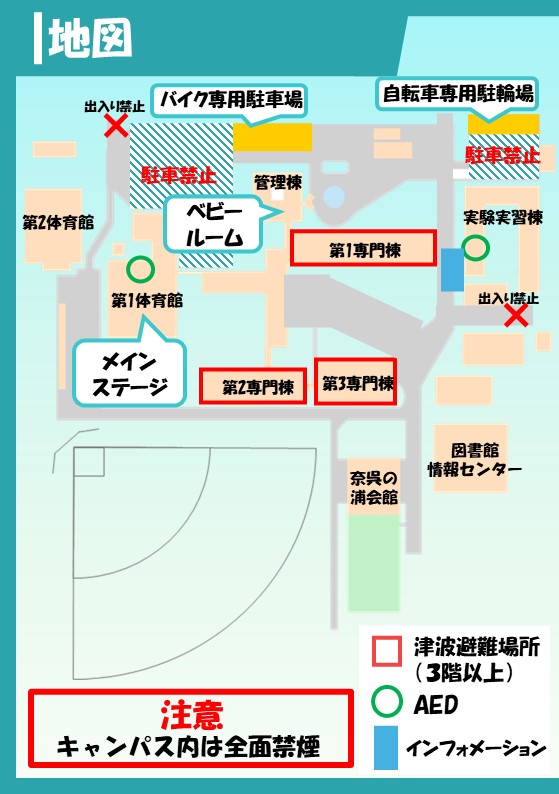 地図
出入り禁止
バイク専用駐車場
自転車専用駐輪場
駐車禁止
駐車禁止
管理棟
第2体育館
ベビー
ルーム
実験実習棟
第1専門棟
第1体育館
出入り禁止
メイン
ステージ
第2専門棟
第3専門棟
図書館
情報センター
奈呉の
浦会館
津波避難場所
(3階以上)
AED
インフォメーション
注意
キャンパス内は全面禁煙